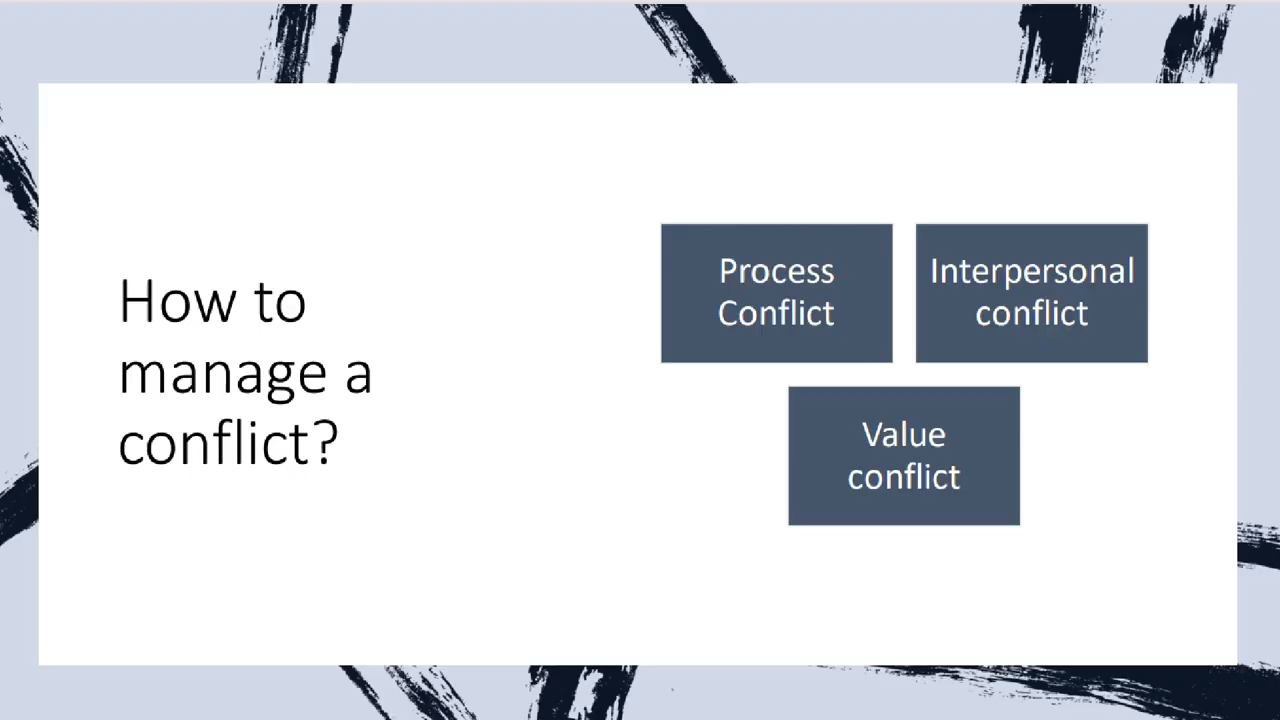 How to
manage a
conflict?
Process
Conflict
Interpersonal
conflict
Value
conflict